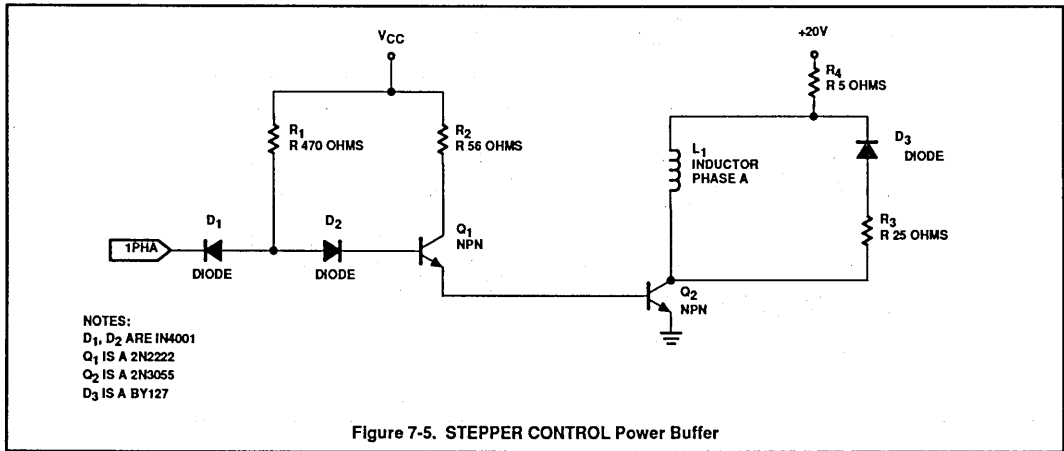 VCC
+20V
R4
R 5 OHMS
R1
R 470 OHMS
R2
R 56 OHMS
L1
INDUCTOR
PHASE A
D3
DIODE
R3
R 25 OHMS
D1
D2
Q1
NPN
1PHA
DIODE
DIODE
Q2
NPN
NOTES:
D1, D2 ARE IN4001
Q1 IS A 2N2222
Q2 IS A 2N3055
D3 IS A BY127
Figure 7-5. STEPPER CONTROL Power Buffer